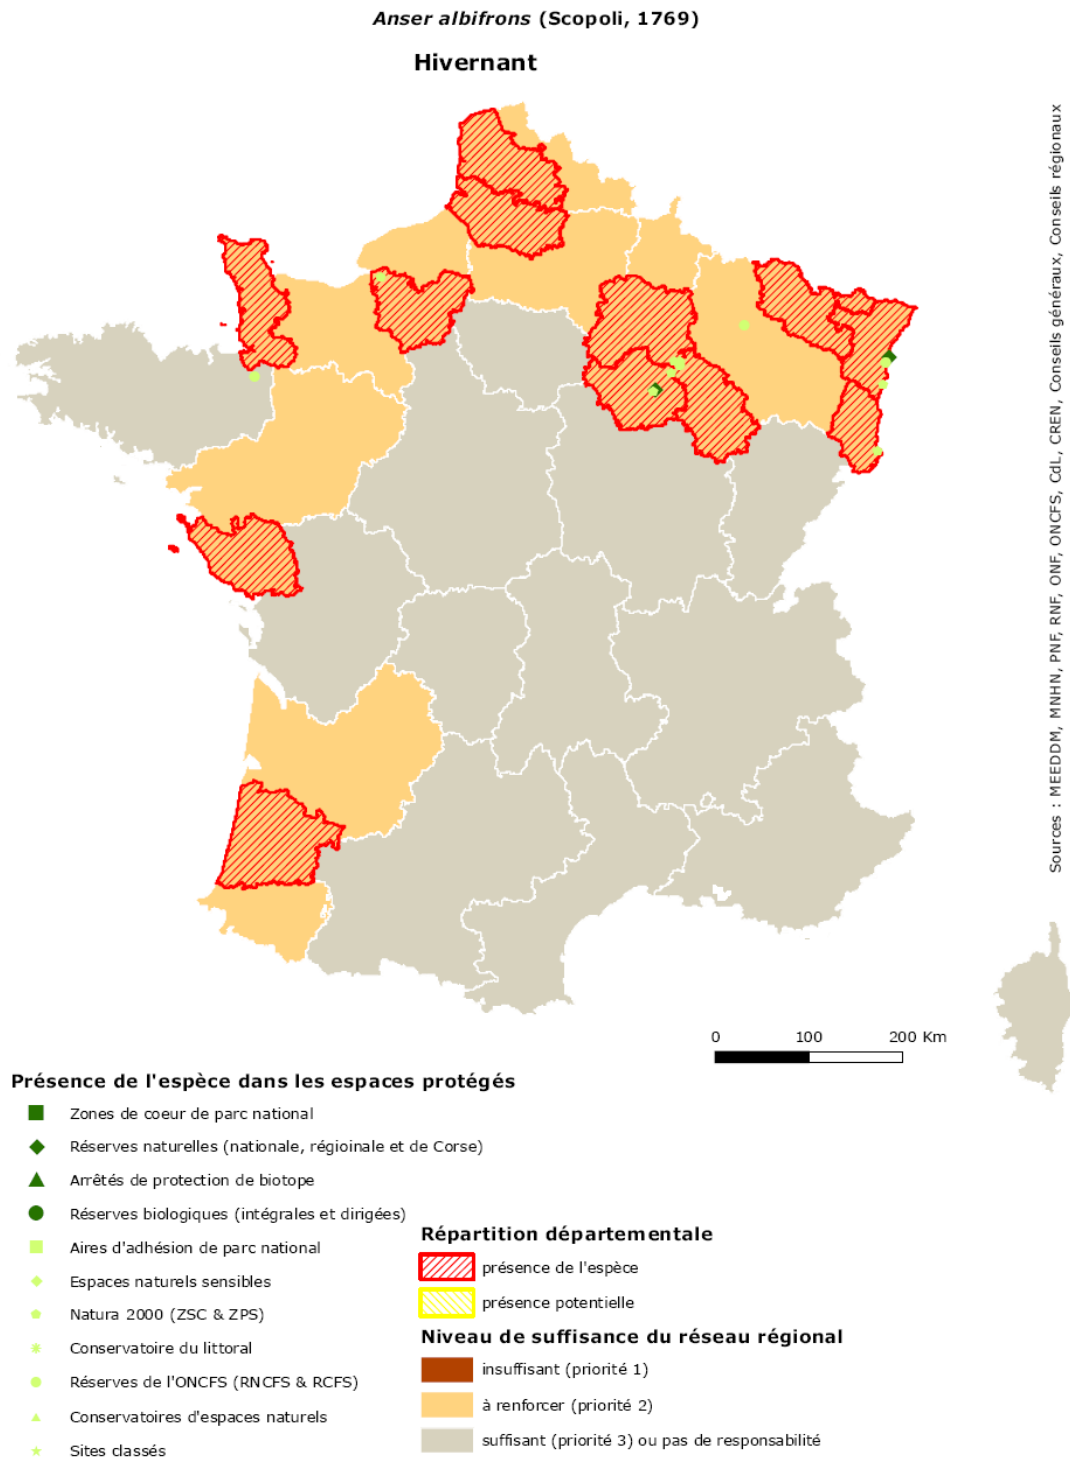 Anser albifrons (Scopoli, 1769)
Hivernant
Sources : MEEDDM, MNHN, PNF, RNF, ONF, ONCFS, CdL, CREN, Conseils généraux, Conseils régionaux
0 100 200 Km
Présence de l'espèce dans les espaces protégés
Zones de coeur de parc national
Réserves naturelles (nationale, régioinale et de Corse)
Arrêtés de protection de biotope
Réserves biologiques (intégrales et dirigées)
Aires d'adhésion de parc national
Espaces naturels sensibles
Natura 2000 (ZSC & ZPS)
Conservatoire du littoral
Réserves de l'ONCFS (RNCFS & RCFS)
Conservatoires d'espaces naturels
Sites classés
Répartition départementale
présence de l'espèce
présence potentielle
Niveau de suffisance du réseau régional
insuffisant (priorité 1)
à renforcer (priorité 2)
suffisant (priorité 3) ou pas de responsabilité